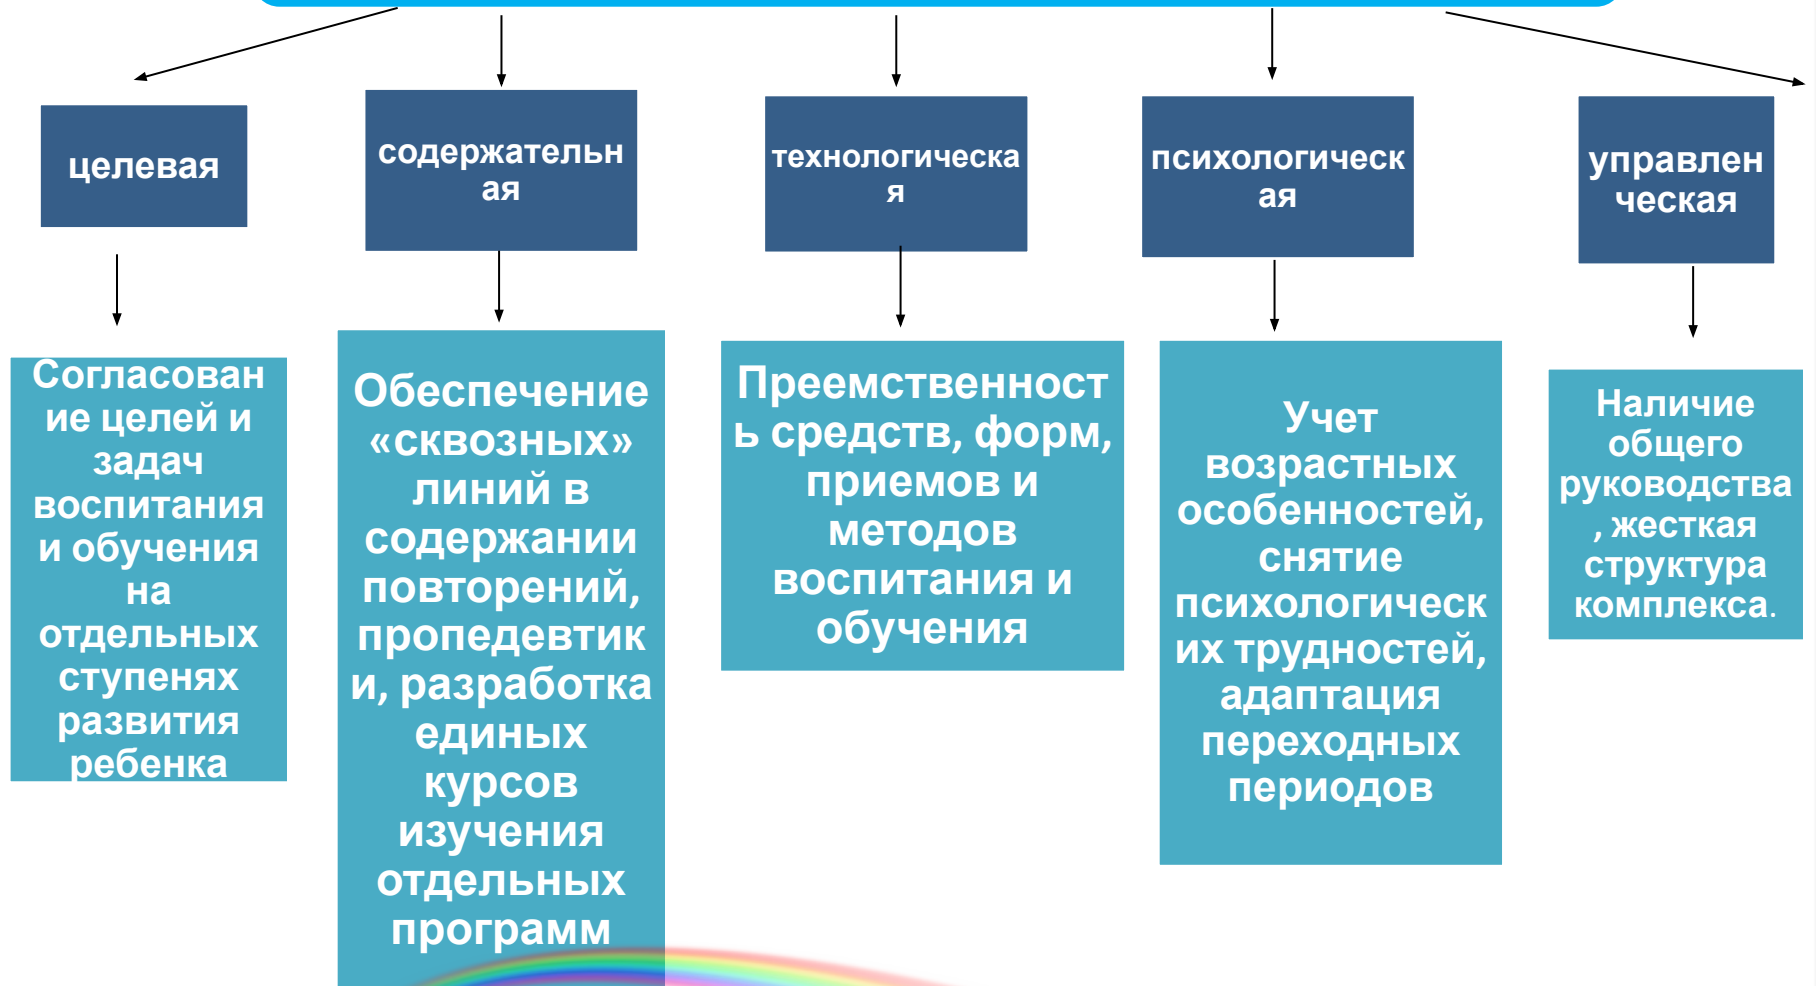 целевая
содержательн
ая
технологическа
я
психологическ
ая
управлен
ческая
Согласован
ие целей и
задач
воспитания
и обучения
на
отдельных
ступенях
развития
ребенка
Обеспечение
«сквозных»
линий в
содержании
повторений,
пропедевтик
и, разработка
единых
курсов
изучения
отдельных
программ
Преемственност
ь средств, форм,
приемов и
методов
воспитания и
обучения
Учет
возрастных
особенностей,
снятие
психологическ
их трудностей,
адаптация
переходных
периодов
Наличие
общего
руководства
, жесткая
структура
комплекса.